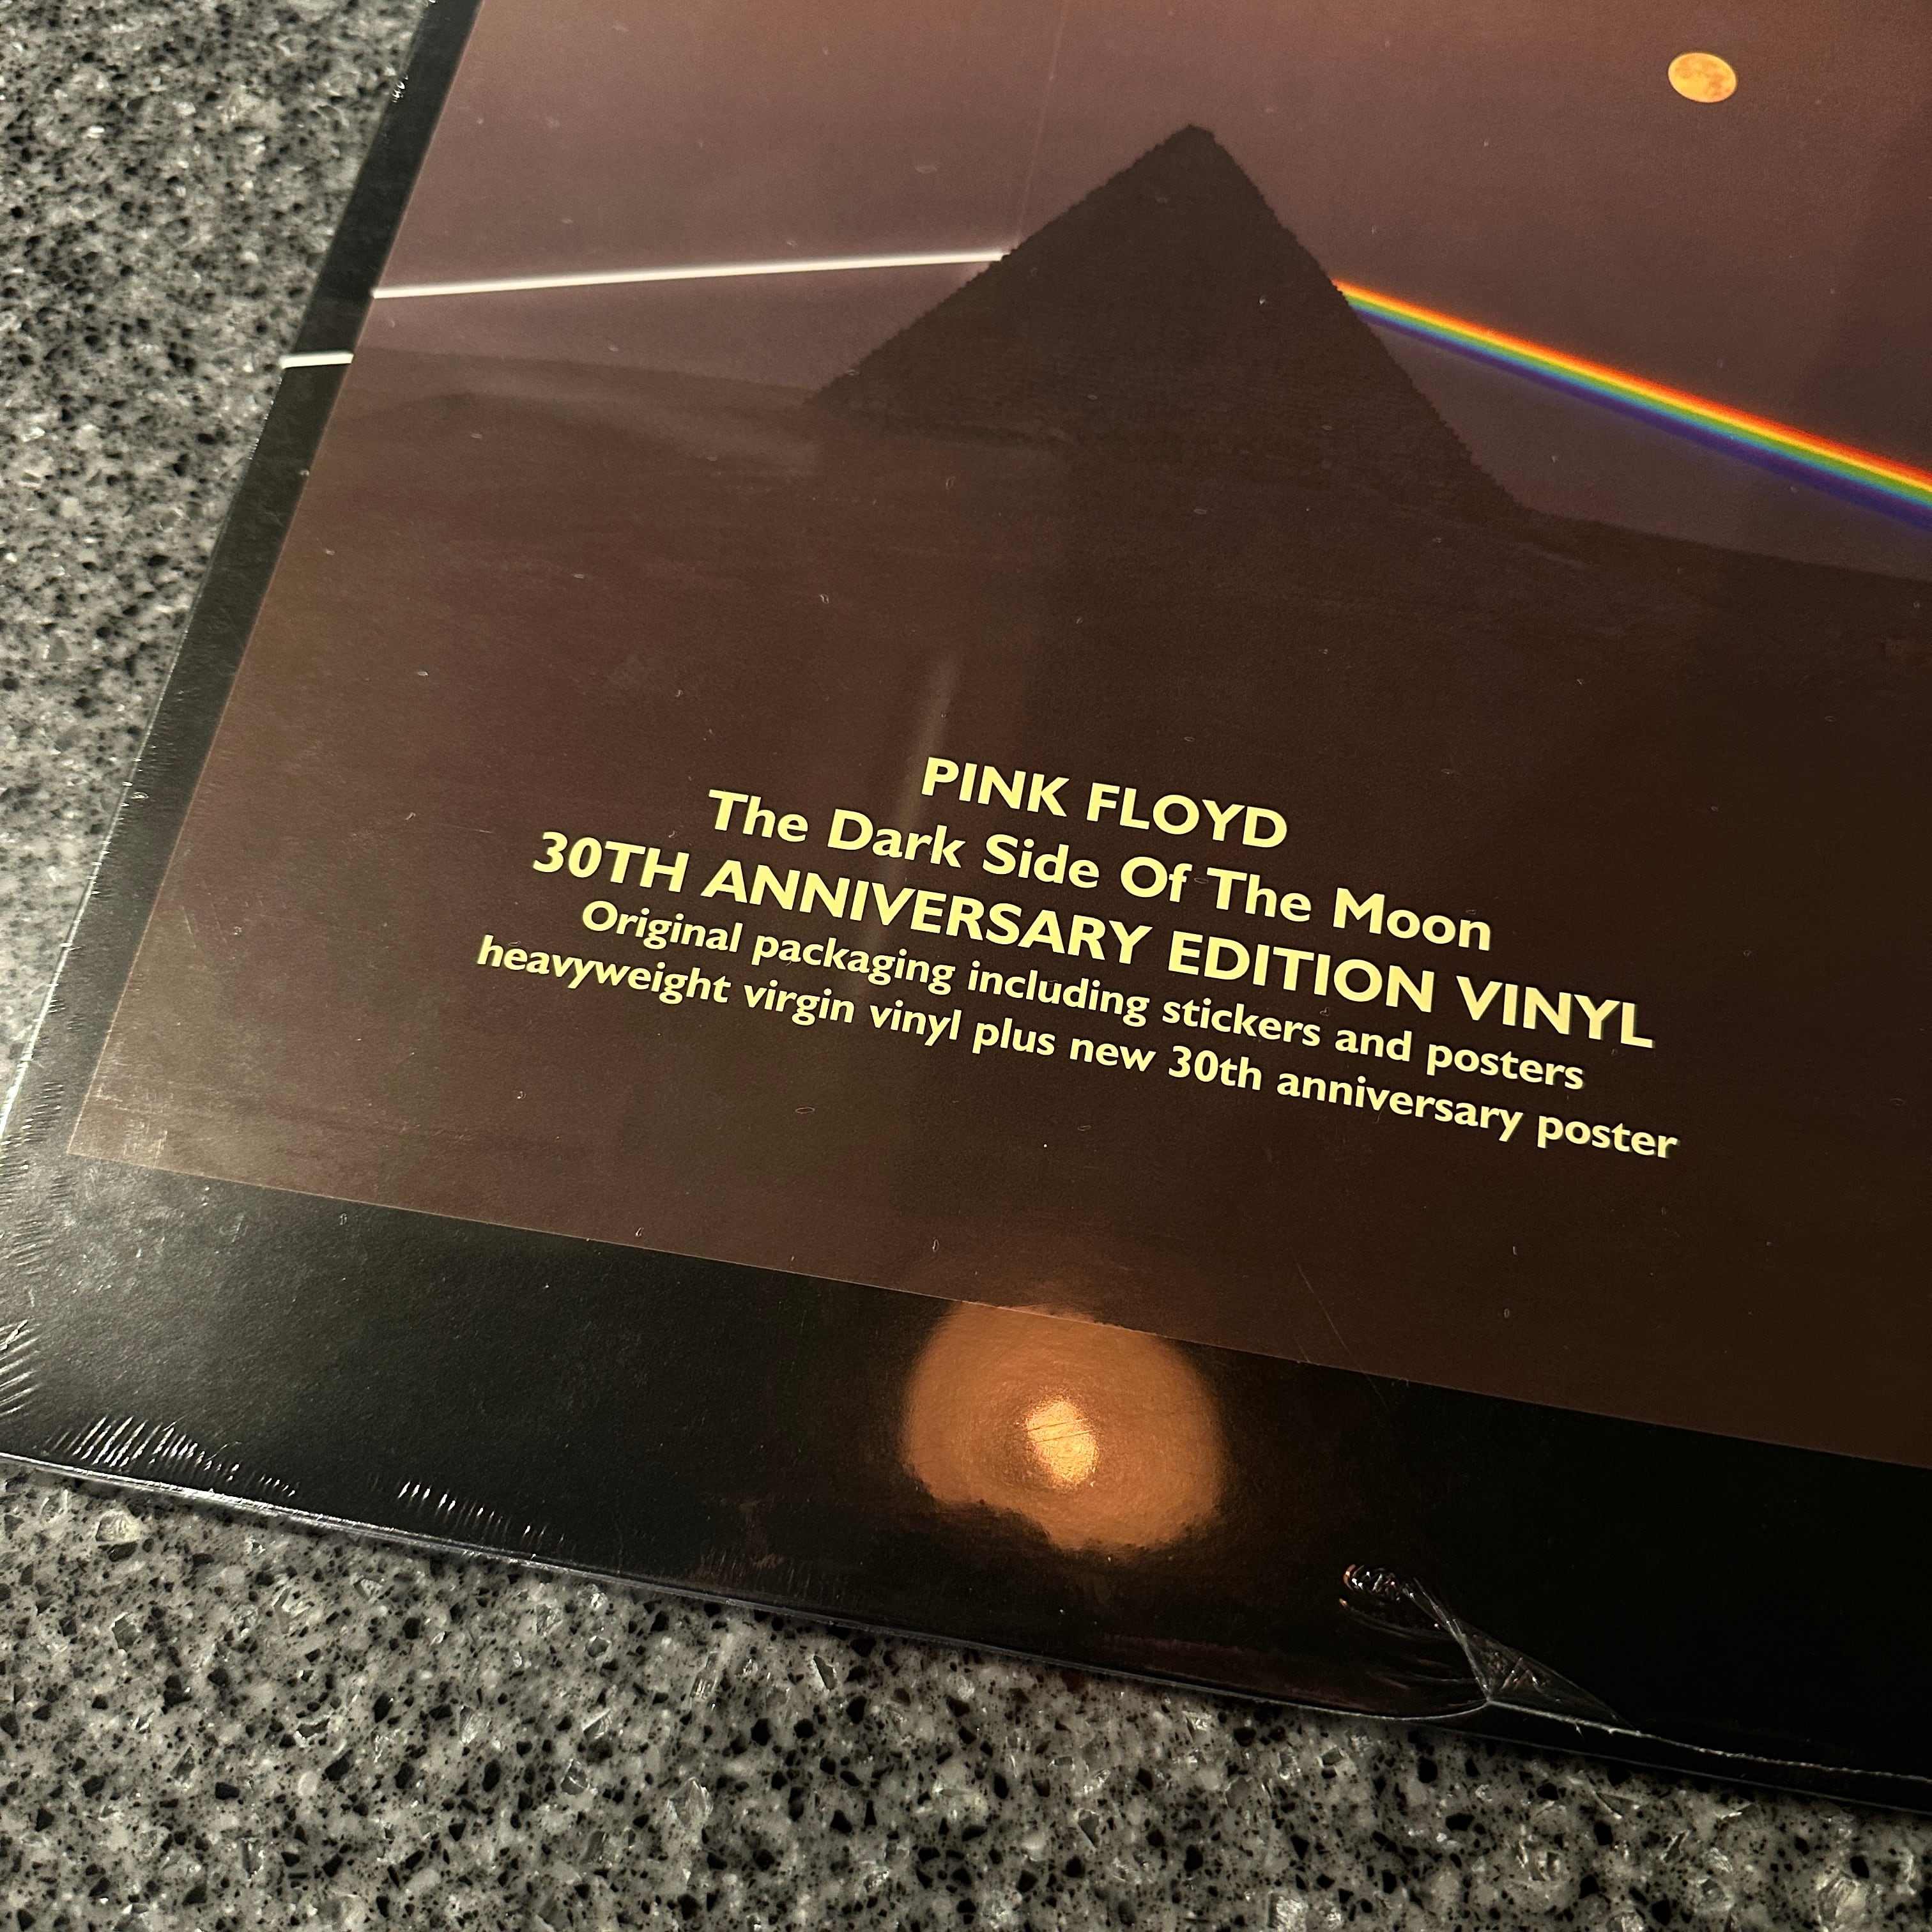 PINK FLOYD
The Dark Side Of The Moon
30TH ANNIVERSARY EDITION VINYL
Original packaging including stickers and posters
heavyweight virgin vinyl plus new 30th anniversary poster